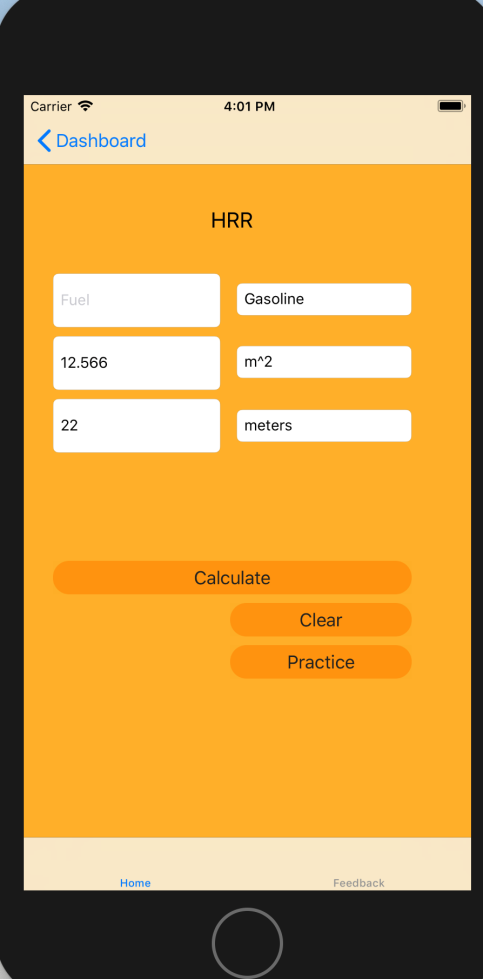 Carrier 4:01 PM
Dashboard
HRR
Fuel Gasoline
12.566 m^2
22 meters
Calculate
Clear
Practice
Home Feedback